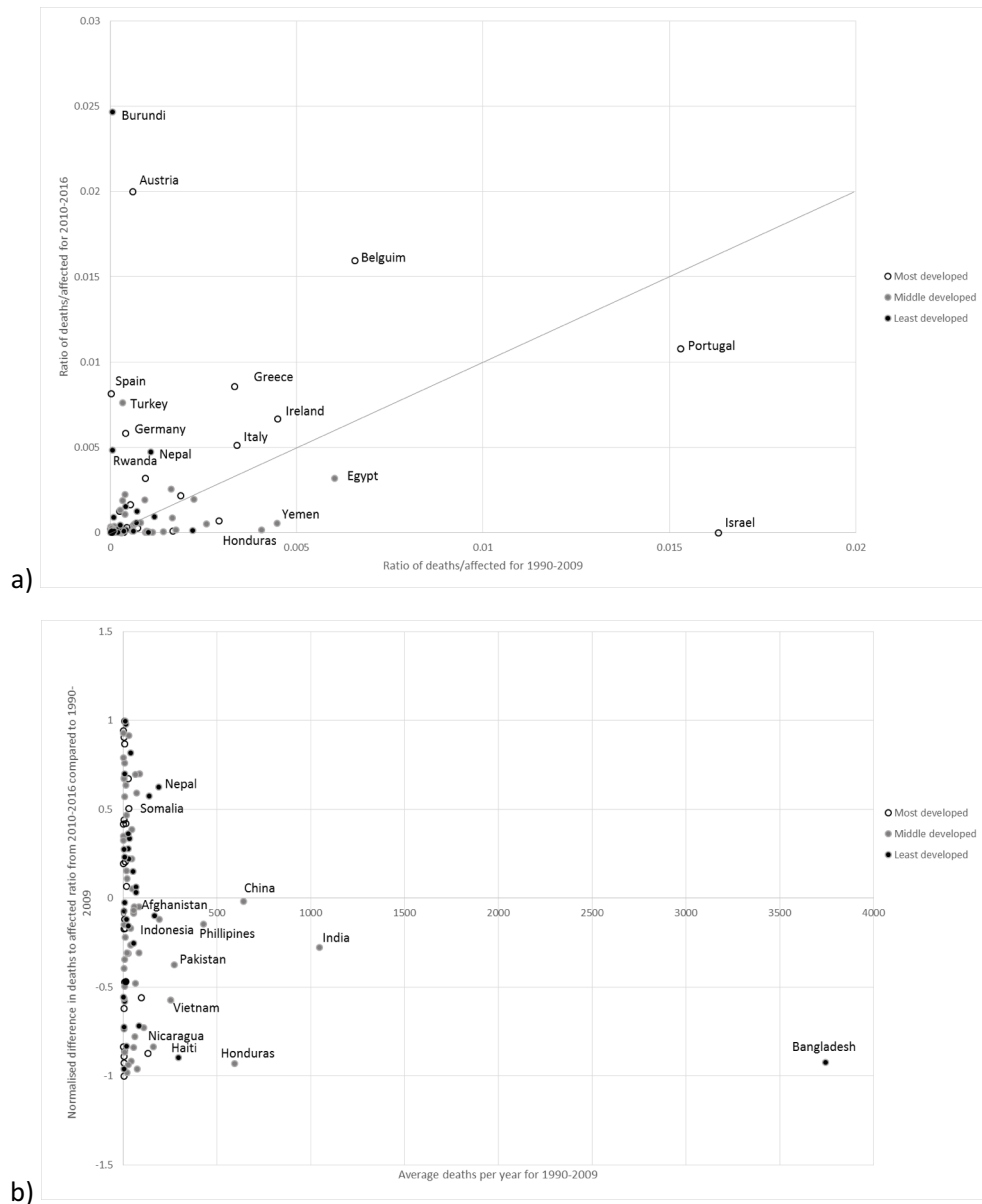 0.03
0.025
0.02
0.015
0.01
0.005
0
Ratio of deaths/affected for 2010-2016
Burundi
Austria
Belguim
Portugal
Spain
Greece
Turkey
Ireland
Germany
Italy
Rwanda
Nepal
Egypt
Yemen
Israel
Honduras
0
0.005
0.01
0.015
0.02
Ratio of deaths/affected for 1990-2009
Most developed
Middle developed
Least developed
a)
1.5
1
0.5
0
-0.5
-1
-1.5
Normalised difference in deaths to affected ratio from 2010-2016 compared to 1990-
2009
Nepal
Somalia
China
Afghanistan
500
1000
1500
2000
2500
3000
3500
4000
Indonesia
Phillipines
India
Pakistan
Vietnam
Nicaragua
Haiti
Honduras
Bangladesh
Average deaths per year for 1990-2009
Most developed
Middle developed
Least developed
b)